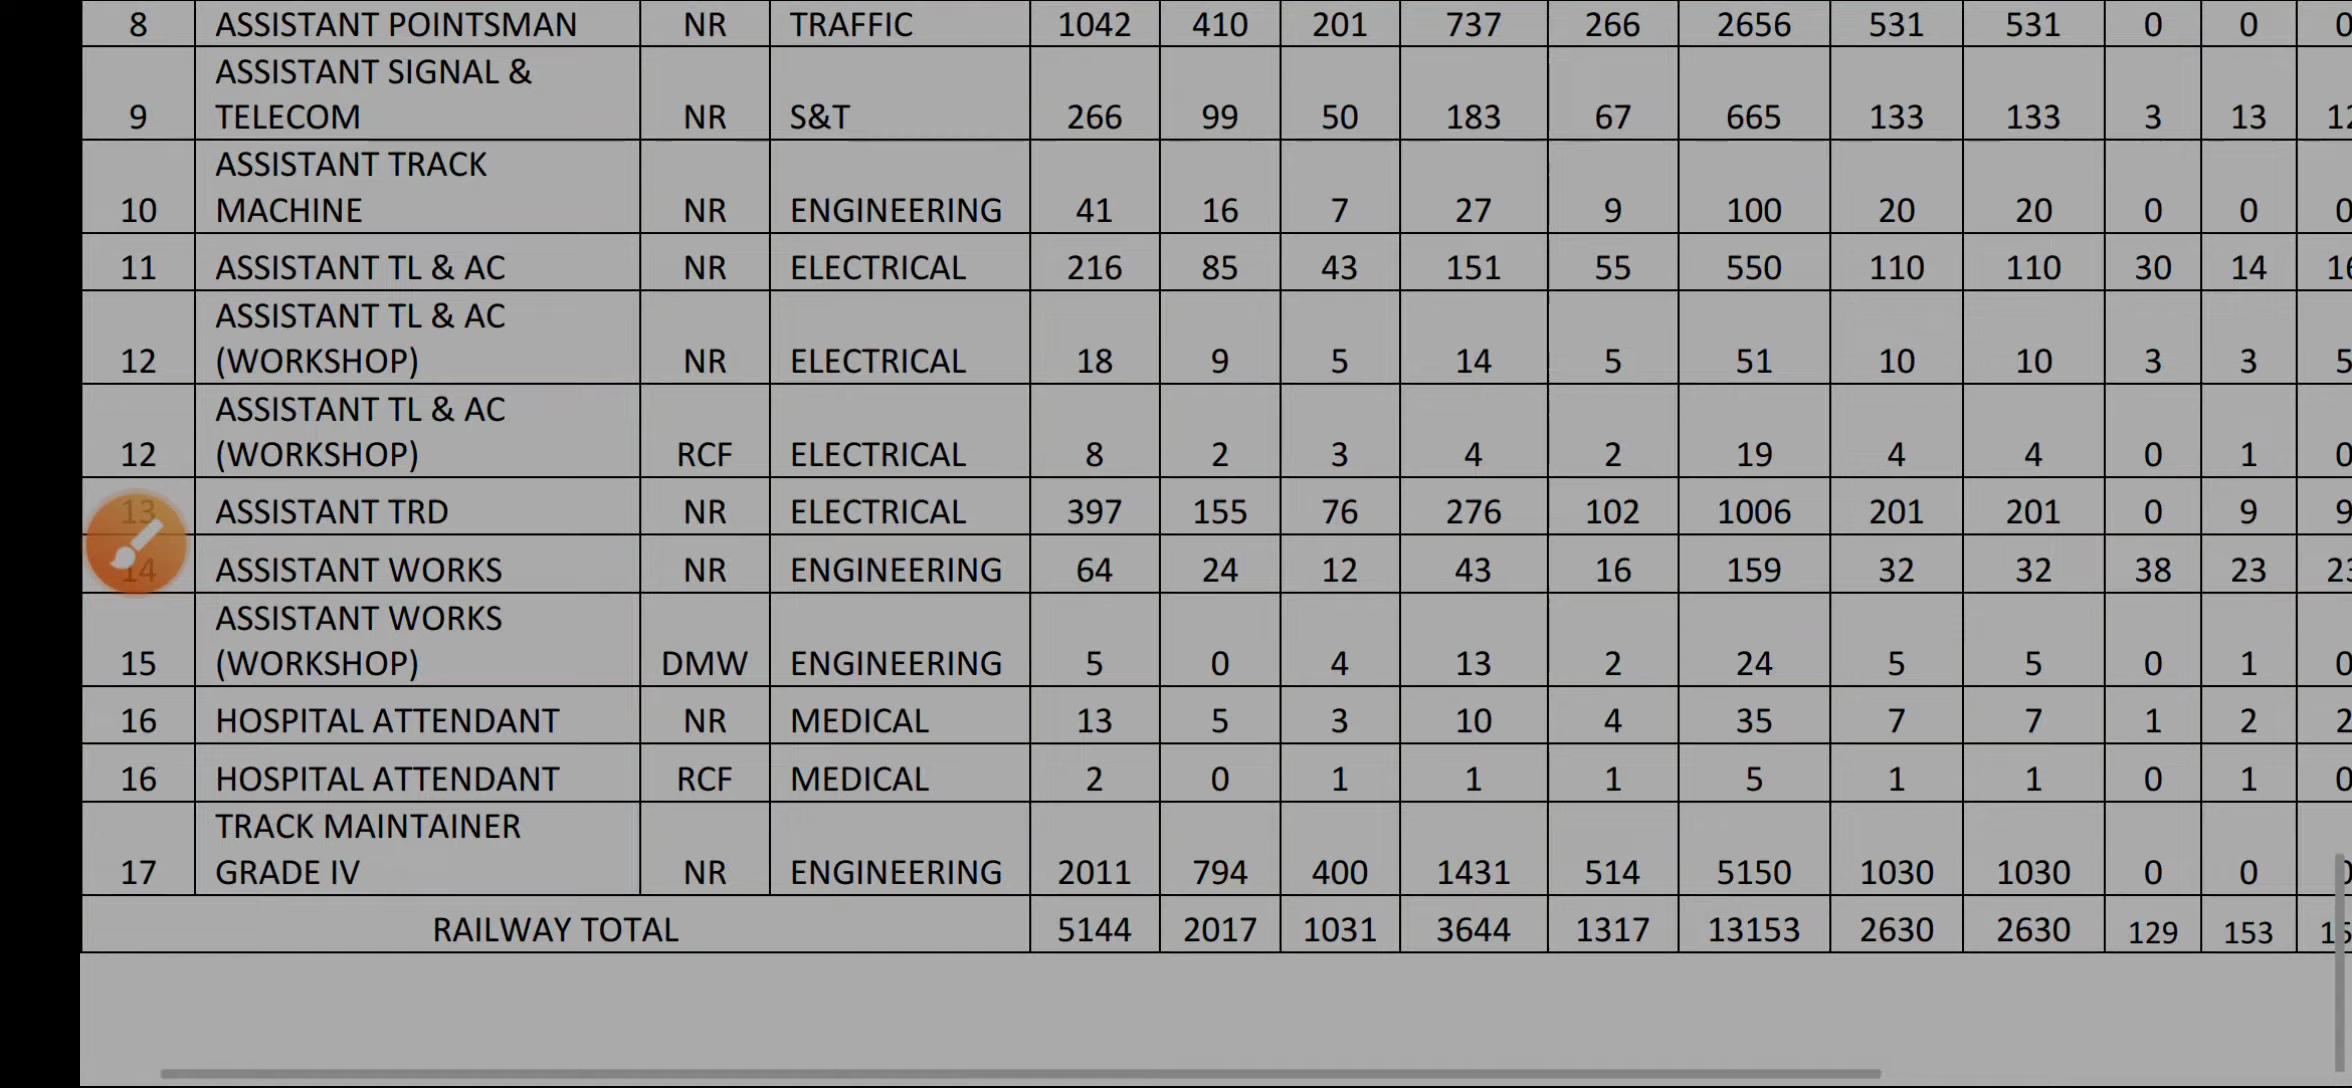 8 ASSISTANT POINTSMAN NR TRAFFIC 1042 410 201 737 266 2656 531 531 0 0 0
ASSISTANT SIGNAL &
9 TELECOM NR S&T 266 99 50 183 67 665 133 133 3 13
ASSISTANT TRACK
10 MACHINE NR ENGINEERING 41 16 7 27 9 100 20 20 0 0 0
11 ASSISTANT TL & AC NR ELECTRICAL 216 85 43 151 55 550 110 110 30 14
ASSISTANT TL & AC
12 (WORKSHOP) NR ELECTRICAL 18 9 5 14 5 51 10 10 3 3 5
ASSISTANT TL & AC
12 (WORKSHOP) RCF ELECTRICAL 8 2 3 4 2 19 4 4 0 1 0
13 ASSISTANT TRD NR ELECTRICAL 397 155 76 276 102 1006 201 201 0 9 9
14 ASSISTANT WORKS NR ENGINEERING 64 24 12 43 16 159 32 32 38 23
ASSISTANT WORKS
15 (WORKSHOP) DMW ENGINEERING 5 0 4 13 2 24 5 5 0 1 0
16 HOSPITAL ATTENDANT NR MEDICAL 13 5 3 10 4 35 7 7 1 2 2
16 HOSPITAL ATTENDANT RCF MEDICAL 2 0 1 1 1 5 1 1 0 1 0
TRACK MAINTAINER
17 GRADE IV NR ENGINEERING 2011 794 400 1431 514 5150 1030 1030 0 0
RAILWAY TOTAL 5144 2017 1031 3644 1317 13153 2630 2630 129 153